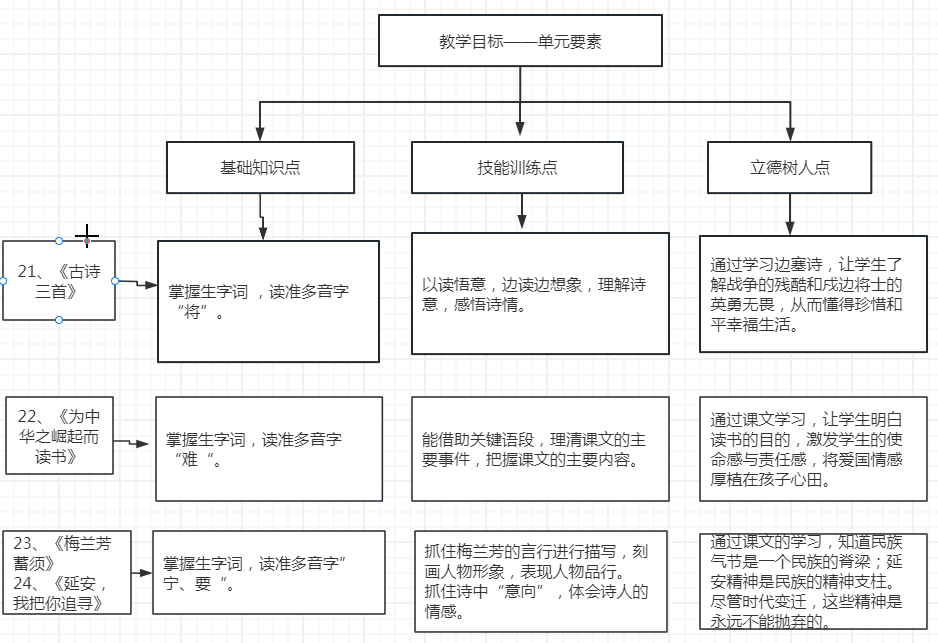 教学目标——单元要素
基础知识点
技能训练点
立德树人点
21、《古诗
三首》
掌握生字词 ，读准多音字
“将” 。
以读悟意，边读边想象，理解诗
意，感悟诗情。
通过学习边塞诗，让学生了
解战争的残酷和戍边将士的
英勇无畏，从而懂得珍惜和
平幸福生活。
22、《为中
华之崛起而
读书》
掌握生字词，读准多音字
“难 “。
能借助关键语段，理清课文的主
要事件，把握课文的主要内容。
通过课文学习，让学生明白
读书的目的，激发学生的使
命感与责任感，将爱国情感
厚植在孩子心田。
23、《梅兰芳
蓄须》
24、《延安，
我把你追寻》
掌握生字词，读准多音字”
宁、要 “。
抓住梅兰芳的言行进行描写，刻
画人物形象，表现人物品行。
抓住诗中“意向” ，体会诗人的
情感。
通过课文的学习，知道民族
气节是一个民族的脊梁；延
安精神是民族的精神支柱。
尽管时代变迁，这些精神是
永远不能抛弃的。